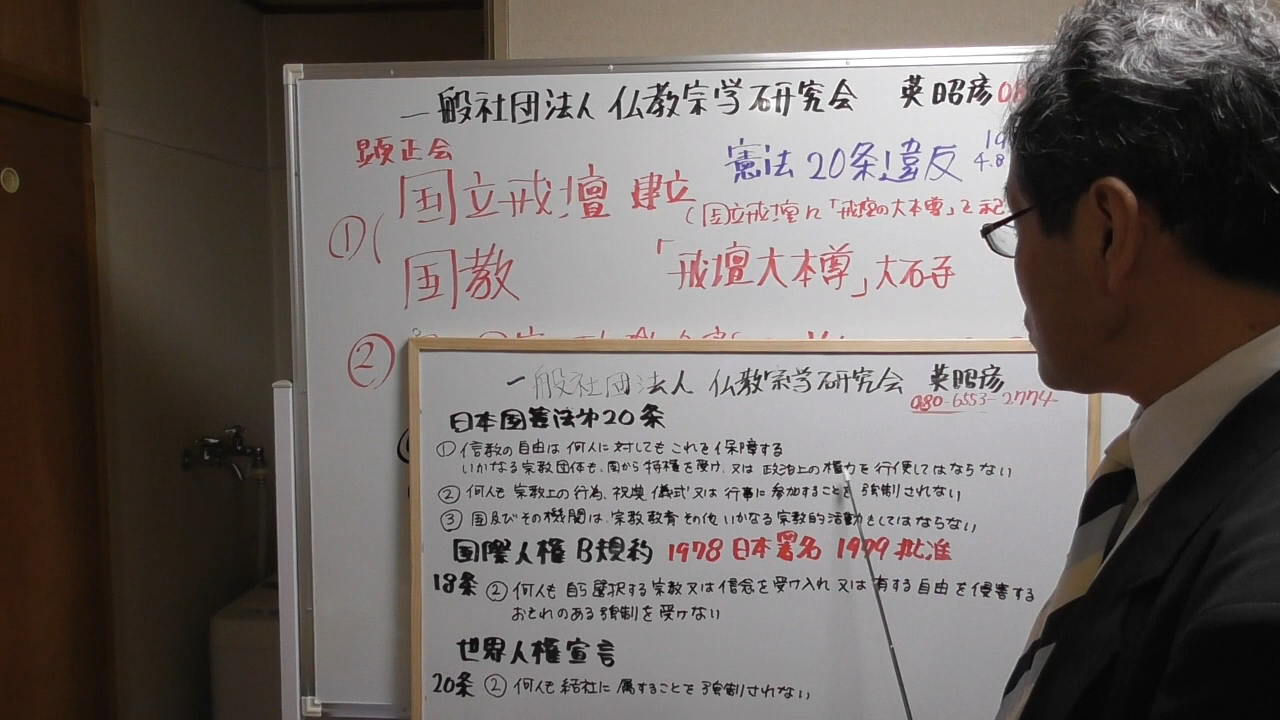 一般社団法人 仏教宗学研究会 英昭彦
顕正会
憲法20条違反
① 国立戒壇 建立
(国立戒壇に「戒壇の大本尊」を
国教 「戒壇大本尊」大石寺
②
一般社団法人 仏教宗学研究会 英昭彦
080-6553-2774
日本国憲法第20条
① 信教の自由は何人に対してもこれを保障する
いかなる宗教団体も、国から特権を受け、又は政治上の権力を行使してはならない
② 何人も宗教上の行為、祝典儀式又は行事に参加することを強制されない
③ 国及びその機関は、宗教教育その他いかなる宗教的活動もしてはならない
国際人権B規約 1978日本署名 1979批准
18条 ② 何人も自ら選択する宗教又は信念を受け入れ又は有する自由を侵害する
おそれのある強制を受けない
世界人権宣言
20条 ② 何人も結社に属することを強制されない